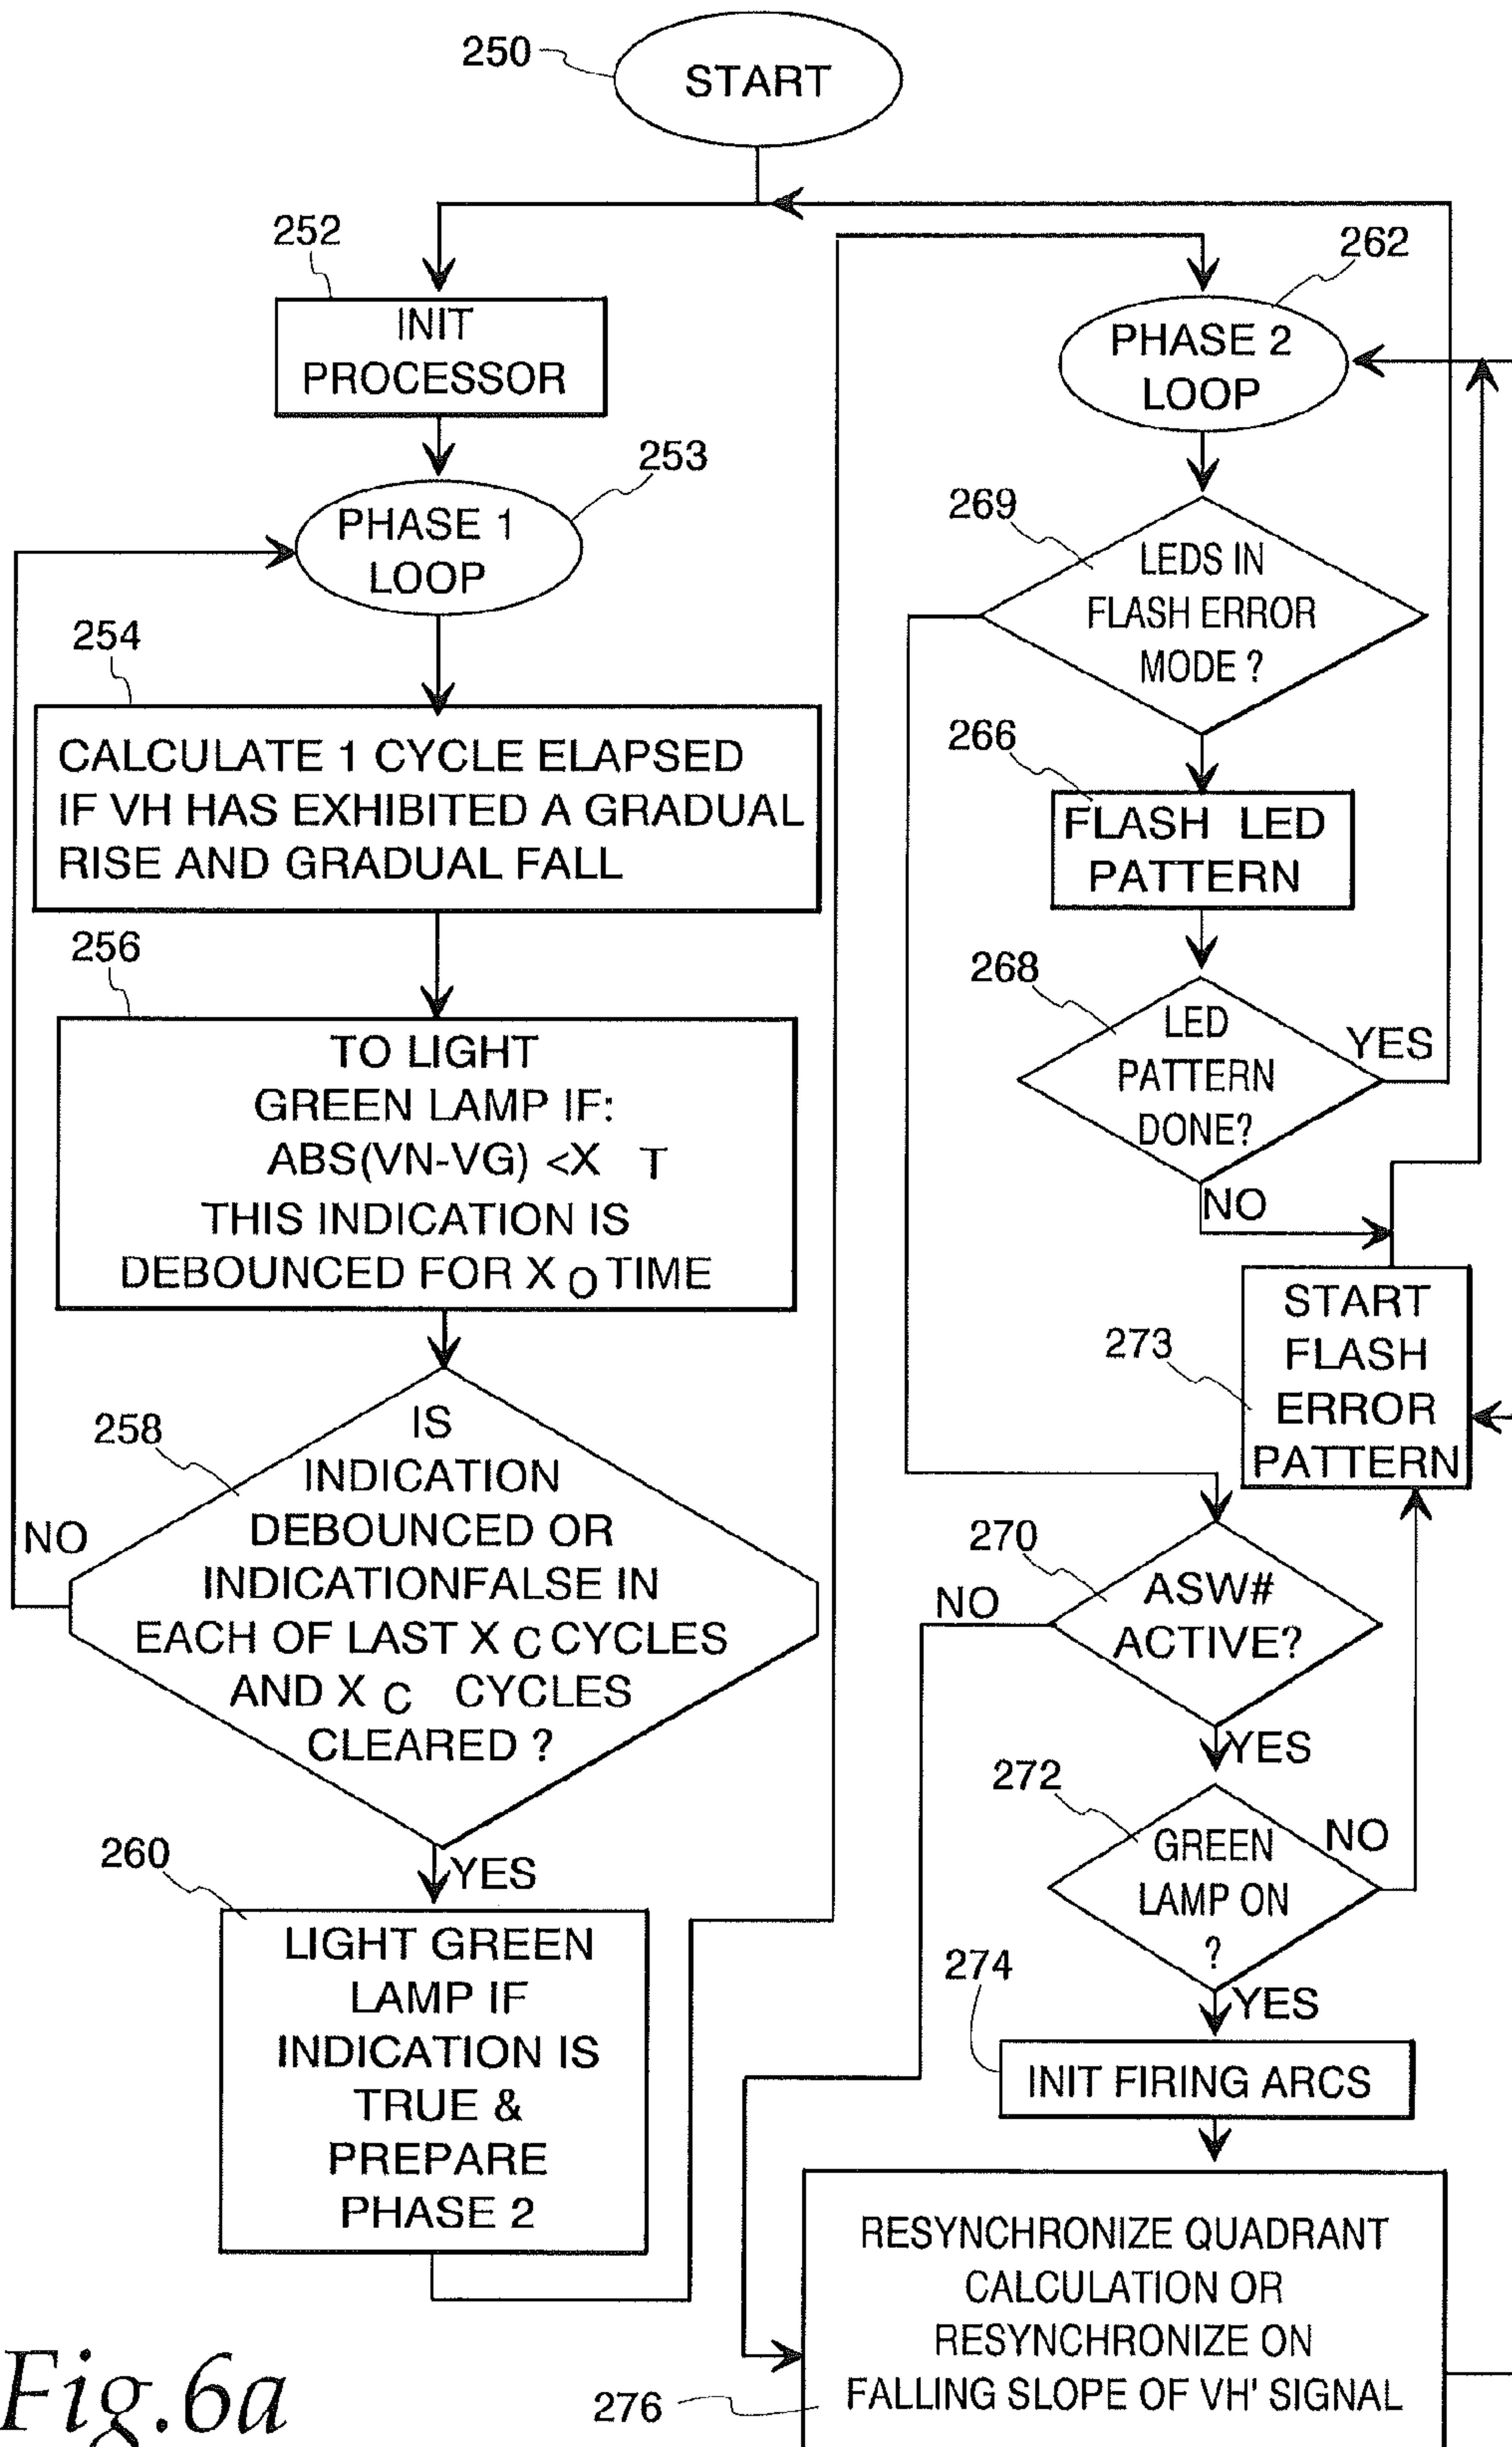 250
START
252
INIT
PROCESSOR
253
PHASE 1
LOOP
254
CALCULATE 1 CYCLE ELAPSED
IF VH HAS EXHIBITED A GRADUAL
RISE AND GRADUAL FALL
256
TO LIGHT
GREEN LAMP IF:
ABS(VN-VG) <X T
THIS INDICATION IS
DEBOUNCED FOR X O TIME
258
IS
INDICATION
DEBOUNCED OR
INDICATIONFALSE IN
EACH OF LAST X C CYCLES
AND X C CYCLES
CLEARED ?
NO
YES
260
LIGHT GREEN
LAMP IF
INDICATION IS
TRUE &
PREPARE
PHASE 2
262
PHASE 2
LOOP
269
LEDS IN
FLASH ERROR
MODE ?
266
FLASH LED
PATTERN
268
LED
PATTERN
DONE?
YES
NO
273
START
FLASH
ERROR
PATTERN
270
ASW#
ACTIVE?
NO
YES
272
GREEN
LAMP ON
?
NO
YES
274
INIT FIRING ARCS
276
RESYNCHRONIZE QUADRANT
CALCULATION OR
RESYNCHRONIZE ON
FALLING SLOPE OF VH' SIGNAL
Fig.6a